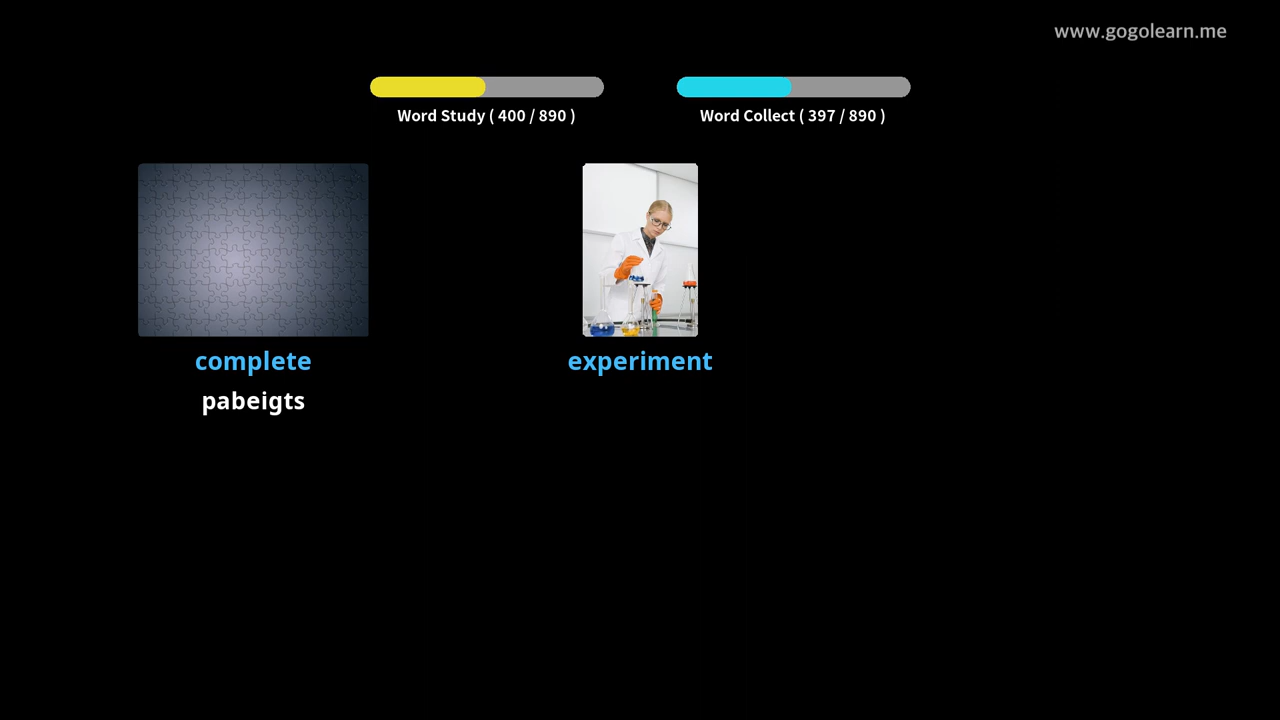 www.gogolearn.me
Word Study ( 400 / 890 )
Word Collect ( 397 / 890 )
complete
experiment
pabeigts